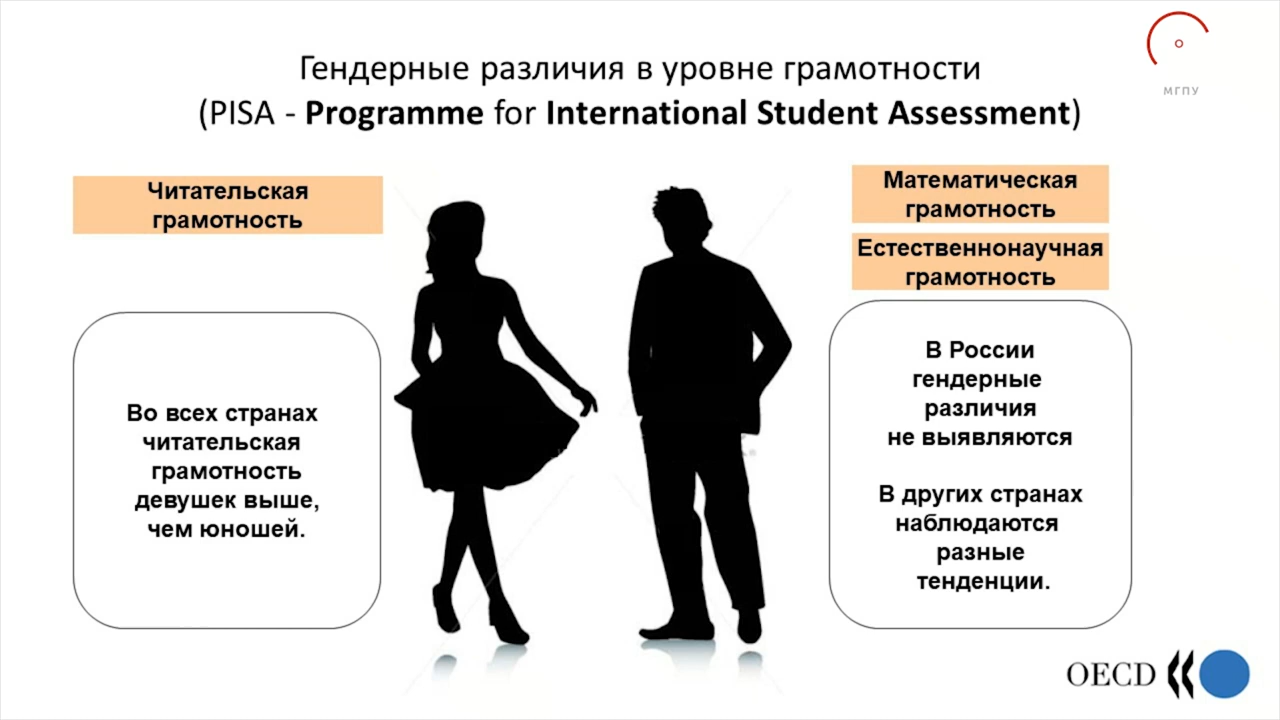 МГПУ
Гендерные различия в уровне грамотности
(PISA - Programme for International Student Assessment)
Читательская
грамотность
Во всех странах
читательская
грамотность
девушек выше,
чем юношей.
Математическая
грамотность
Естественнонаучная
грамотность
В России
гендерные
различия
не выявляются
В других странах
наблюдаются
разные
тенденции.
OECD